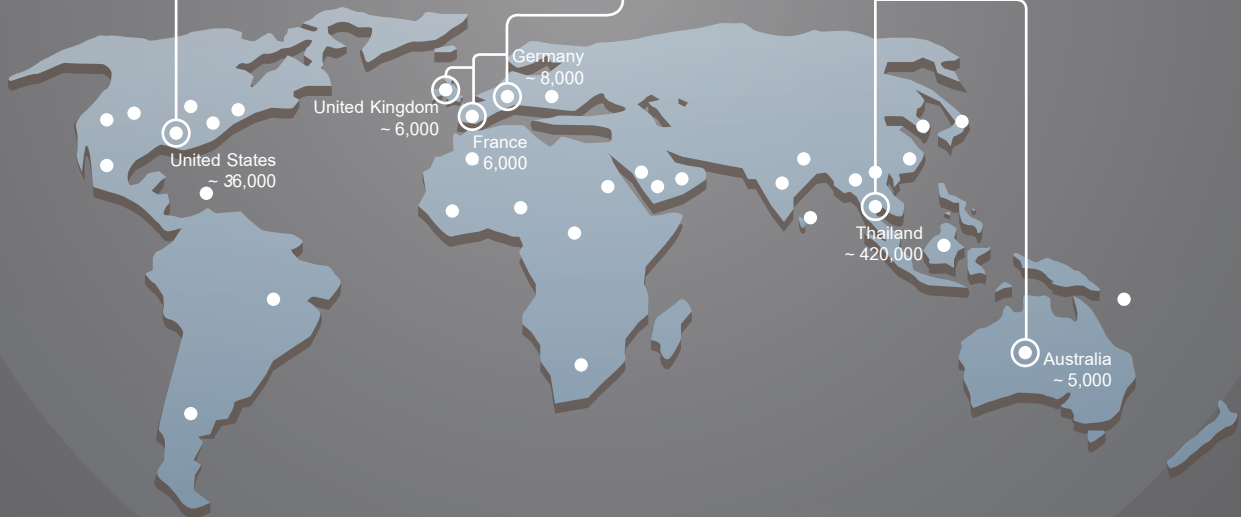 Germany
~ 8,000
United Kingdom
~ 6,000
France
6,000
United States
~ 36,000
Thailand
~ 420,000
Australia
~ 5,000